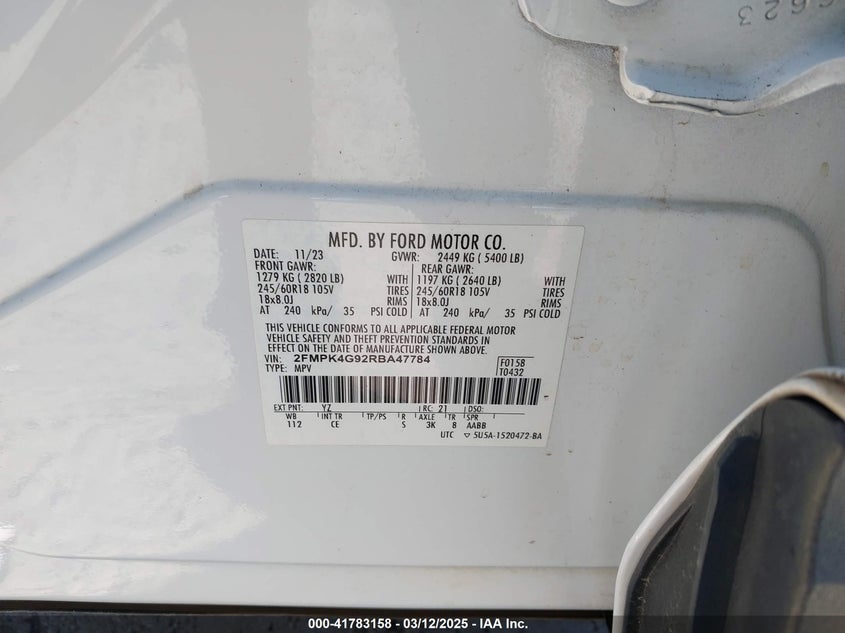 6623
MFD. BY FORD MOTOR CO.
DATE: 11/23 GVWR: 2449 KG ( 5400 LB)
FRONT GAWR: REAR GAWR:
1279 KG ( 2820 LB) WITH 1197 KG ( 2640 LB) WITH
245/60R18 105V TIRES 245/60R18 105V TIRES
18x8.0J RIMS 18x8.0J RIMS
AT 240 kPa/ 35 PSI COLD AT 240 kPa/ 35 PSI COLD
THIS VEHICLE CONFORMS TO ALL APPLICABLE FEDERAL MOTOR
VEHICLE SAFETY AND THEFT PREVENTION STANDARDS IN
EFFECT ON THE DATE OF MANUFACTURE SHOWN ABOVE.
VIN: 2FMPK4G92RBA47784 F0158
TYPE: MPV T0432
EXT PNT: YZ RC: 21 DSO:
WB INT TR TP/PS R AXLE TR SPR
112 CE S 3K 8 AABB
UTC ▽ 5U5A-1520472-BA
000-41783158 - 03/12/2025 - IAA Inc.